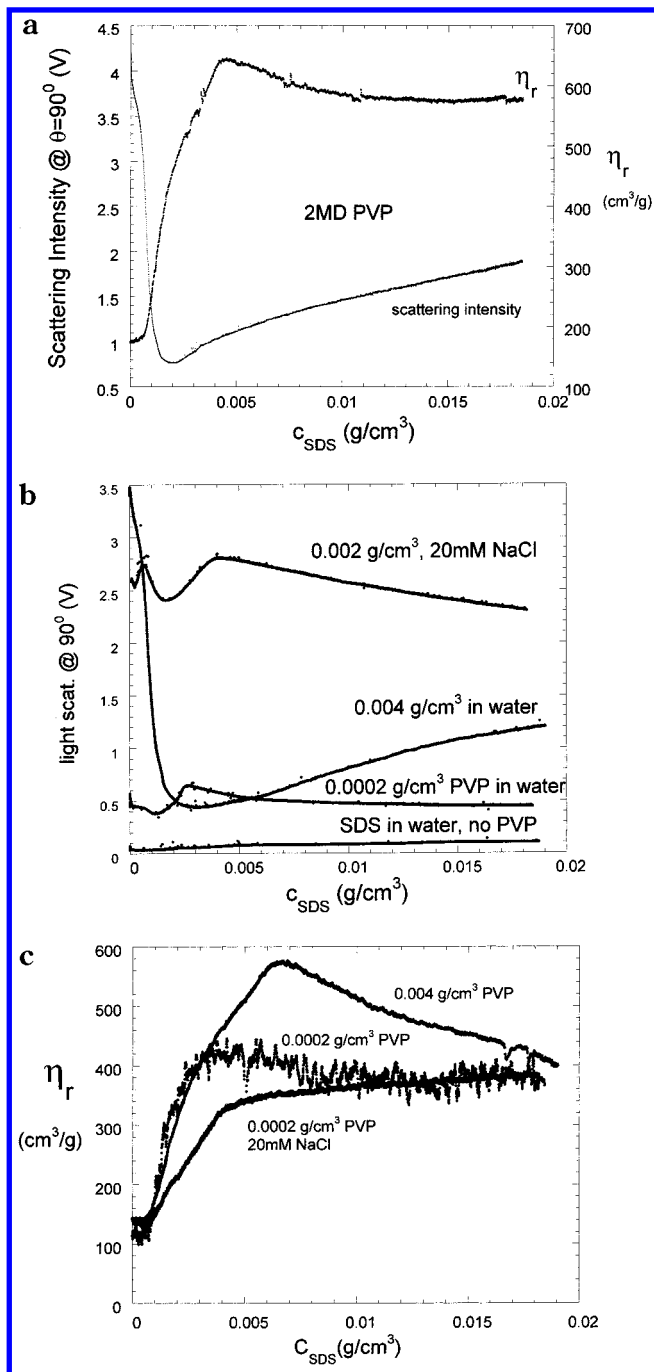 a
700
4.5
4
600
3.5
500
3
2.5
400
2
300
1.5
1
200
0.5
100
0 0.005 0.01 0.015 0.02
Scattering Intensity @ θ=90⁰ (V)
ηr
ηr
(cm³/g)
2MD PVP
scattering intensity
cSDS (g/cm³)
b
3.5
3
2.5
2
1.5
1
0.5
0
0 0.005 0.01 0.015 0.02
light scat. @ 90⁰ (V)
0.002 g/cm³, 20mM NaCl
0.004 g/cm³ in water
0.0002 g/cm³ PVP in water
SDS in water, no PVP
cSDS (g/cm³)
c
600
500
400
300
200
100
0
0 0.005 0.01 0.015 0.02
ηr
(cm³/g)
0.004 g/cm³ PVP
0.0002 g/cm³ PVP
0.0002 g/cm³ PVP
20mM NaCl
CSDS(g/cm³)